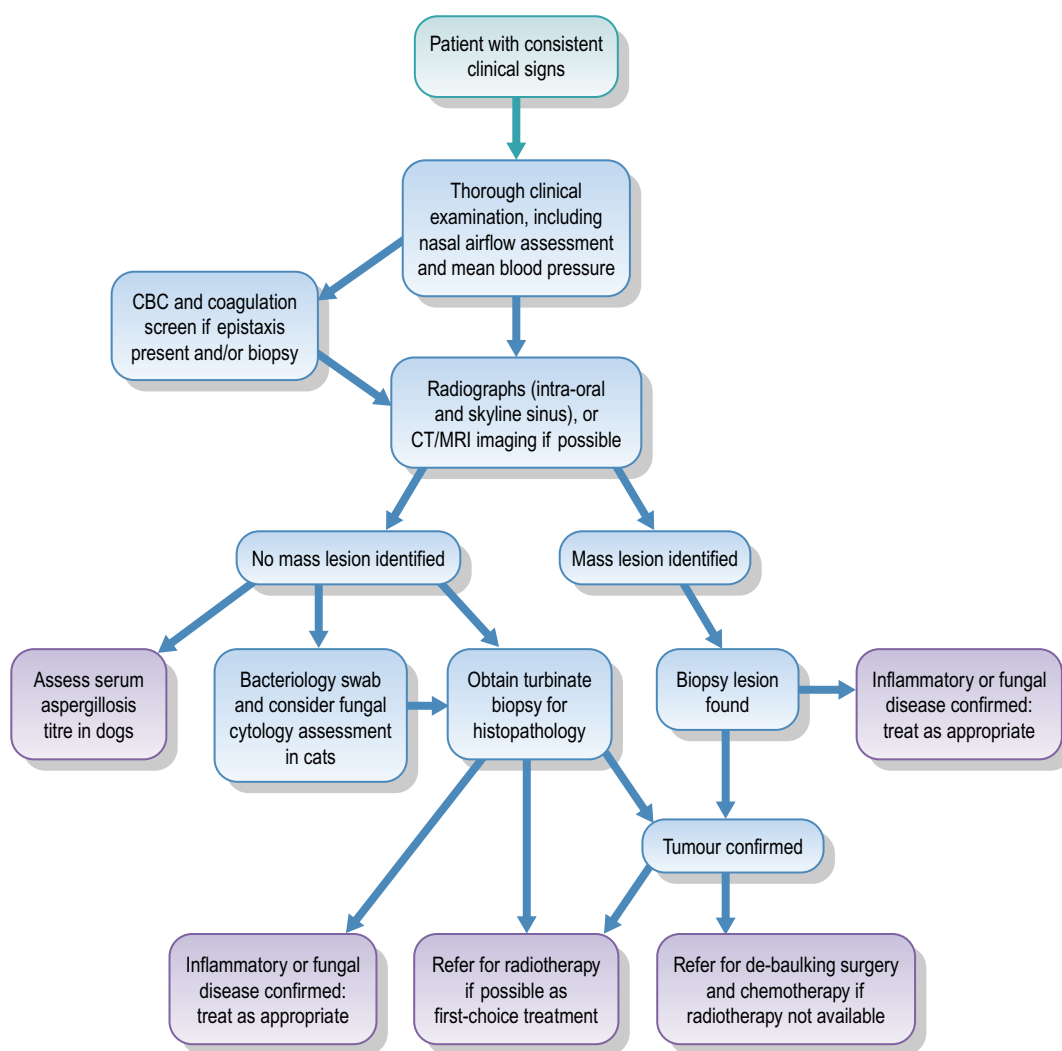 Patient with consistent
clinical signs
Thorough clinical
examination, including
nasal airflow assessment
and mean blood pressure
CBC and coagulation
screen if epistaxis
present and/or biopsy
Radiographs (intra-oral
and skyline sinus), or
CT/MRI imaging if possible
No mass lesion identified
Mass lesion identified
Assess serum
aspergillosis
titre in dogs
Bacteriology swab
and consider fungal
cytology assessment
in cats
Obtain turbinate
biopsy for
histopathology
Biopsy lesion
found
Inflammatory or fungal
disease confirmed:
treat as appropriate
Tumour confirmed
Inflammatory or fungal
disease confirmed:
treat as appropriate
Refer for radiotherapy
if possible as
first-choice treatment
Refer for de-baulking surgery
and chemotherapy if
radiotherapy not available